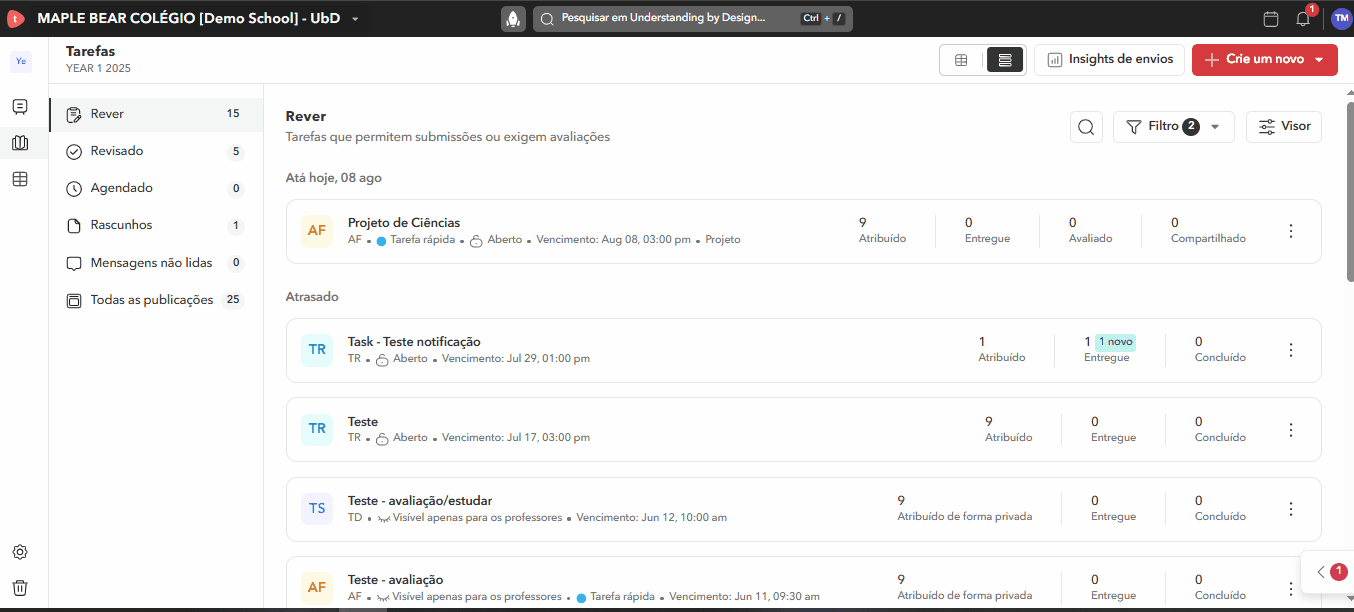 MAPLE BEAR COLÉGIO [Demo School] - UbD
Pesquisar em Understanding by Design...
Ctrl + /
1
TM
Ye
Tarefas
YEAR 1 2025
Insights de envios
Crie um novo
Rever 15
Revisado 5
Agendado 0
Rascunhos 1
Mensagens não lidas 0
Todas as publicações 25
Rever
Tarefas que permitem submissões ou exigem avaliações
Filtro 2
Visor
Atá hoje, 08 ago
AF
Projeto de Ciências
AF • Tarefa rápida • Aberto • Vencimento: Aug 08, 03:00 pm • Projeto
9 0 0 0
Atribuído Entregue Avaliado Compartilhado
Atrasado
TR
Task - Teste notificação
TR • Aberto • Vencimento: Jul 29, 01:00 pm
1 1 1 novo 0
Atribuído Entregue Concluído
TR
Teste
TR • Aberto • Vencimento: Jul 17, 03:00 pm
9 0 0
Atribuído Entregue Concluído
TS
Teste - avaliação/estudar
TD • Visível apenas para os professores • Vencimento: Jun 12, 10:00 am
9 0 0
Atribuído de forma privada Entregue Concluído
AF
Teste - avaliação
AF • Visível apenas para os professores • Tarefa rápida • Vencimento: Jun 11, 09:30 am
9 0 0
Atribuído de forma privada Entregue Concluído
1